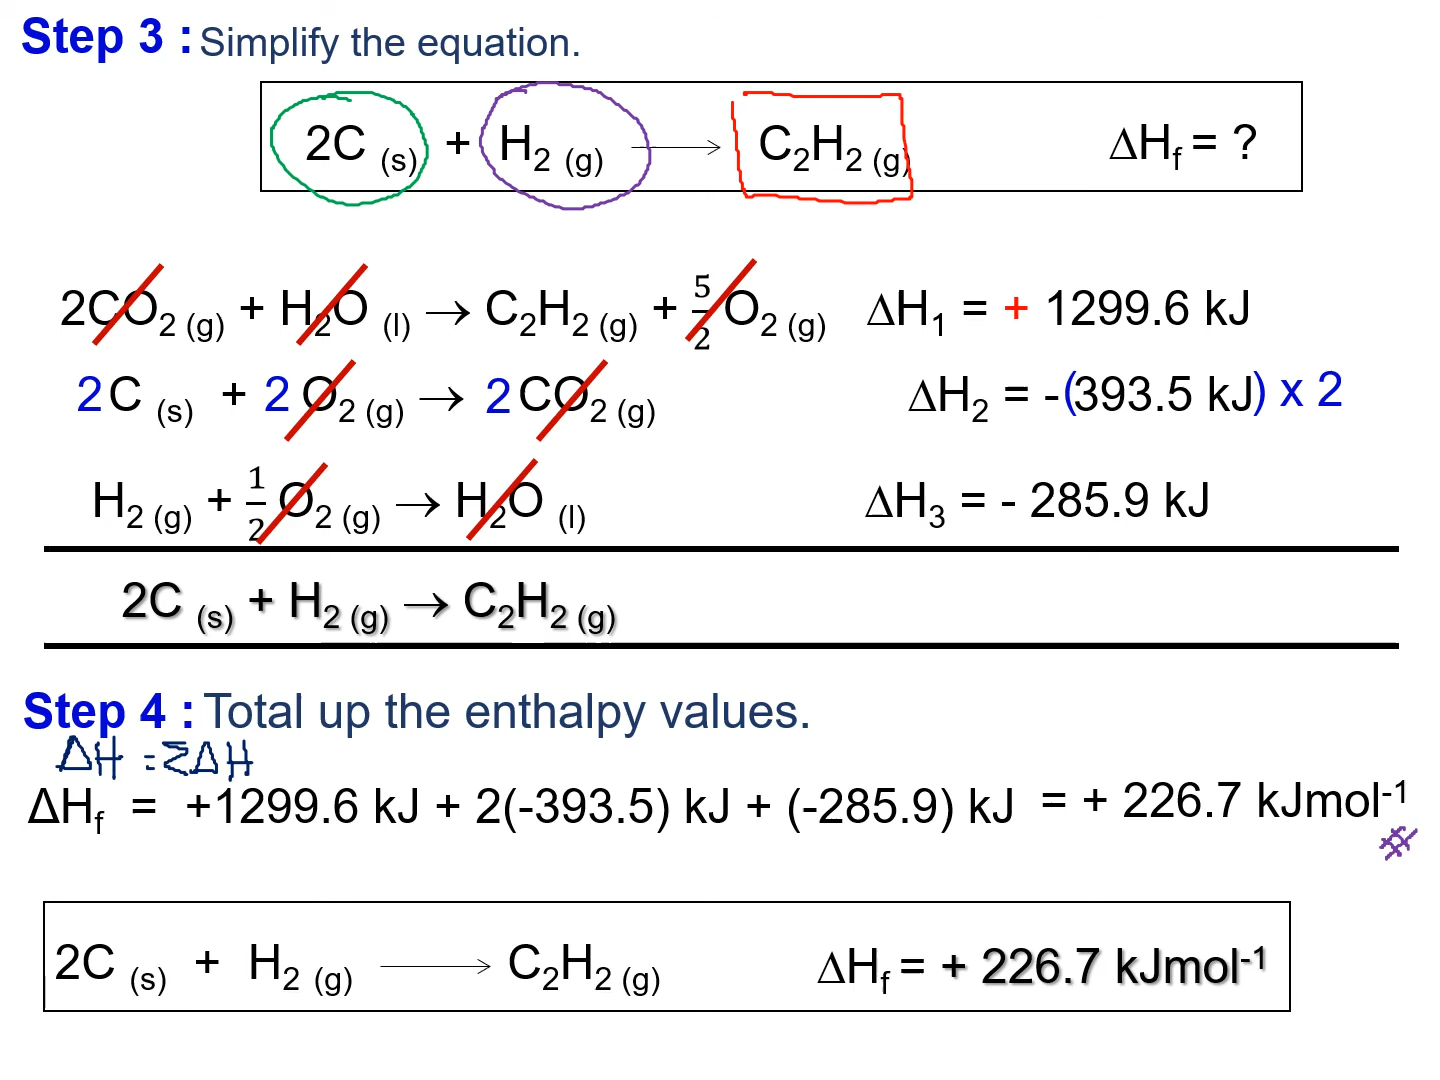 Step 3 : Simplify the equation.
2C (s) + H₂ (g) ⟶ C₂H₂ (g) ΔHf = ?
2CO₂ (g) + H₂O (l) → C₂H₂ (g) + 5/2 O₂ (g) ΔH₁ = + 1299.6 kJ
2C (s) + 2 O₂ (g) → 2 CO₂ (g) ΔH₂ = -(393.5 kJ) x 2
H₂ (g) + 1/2 O₂ (g) → H₂O (l) ΔH₃ = - 285.9 kJ
2C (s) + H₂ (g) → C₂H₂ (g)
Step 4 : Total up the enthalpy values.
ΔH = ΣΔH
ΔHf = +1299.6 kJ + 2(-393.5) kJ + (-285.9) kJ = + 226.7 kJmol⁻¹
#
2C (s) + H₂ (g) ⟶ C₂H₂ (g) ΔHf = + 226.7 kJmol⁻¹